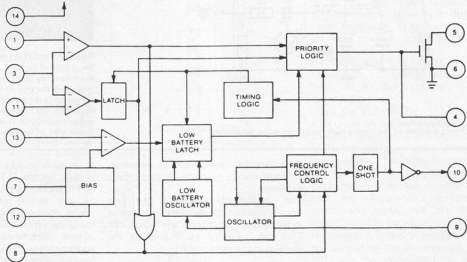 14
1
+
-
3
11
-
+
LATCH
TIMING
LOGIC
PRIORITY
LOGIC
5
6
4
13
+
-
LOW
BATTERY
LATCH
7
BIAS
12
LOW
BATTERY
OSCILLATOR
OSCILLATOR
FREQUENCY
CONTROL
LOGIC
ONE
SHOT
10
9
8